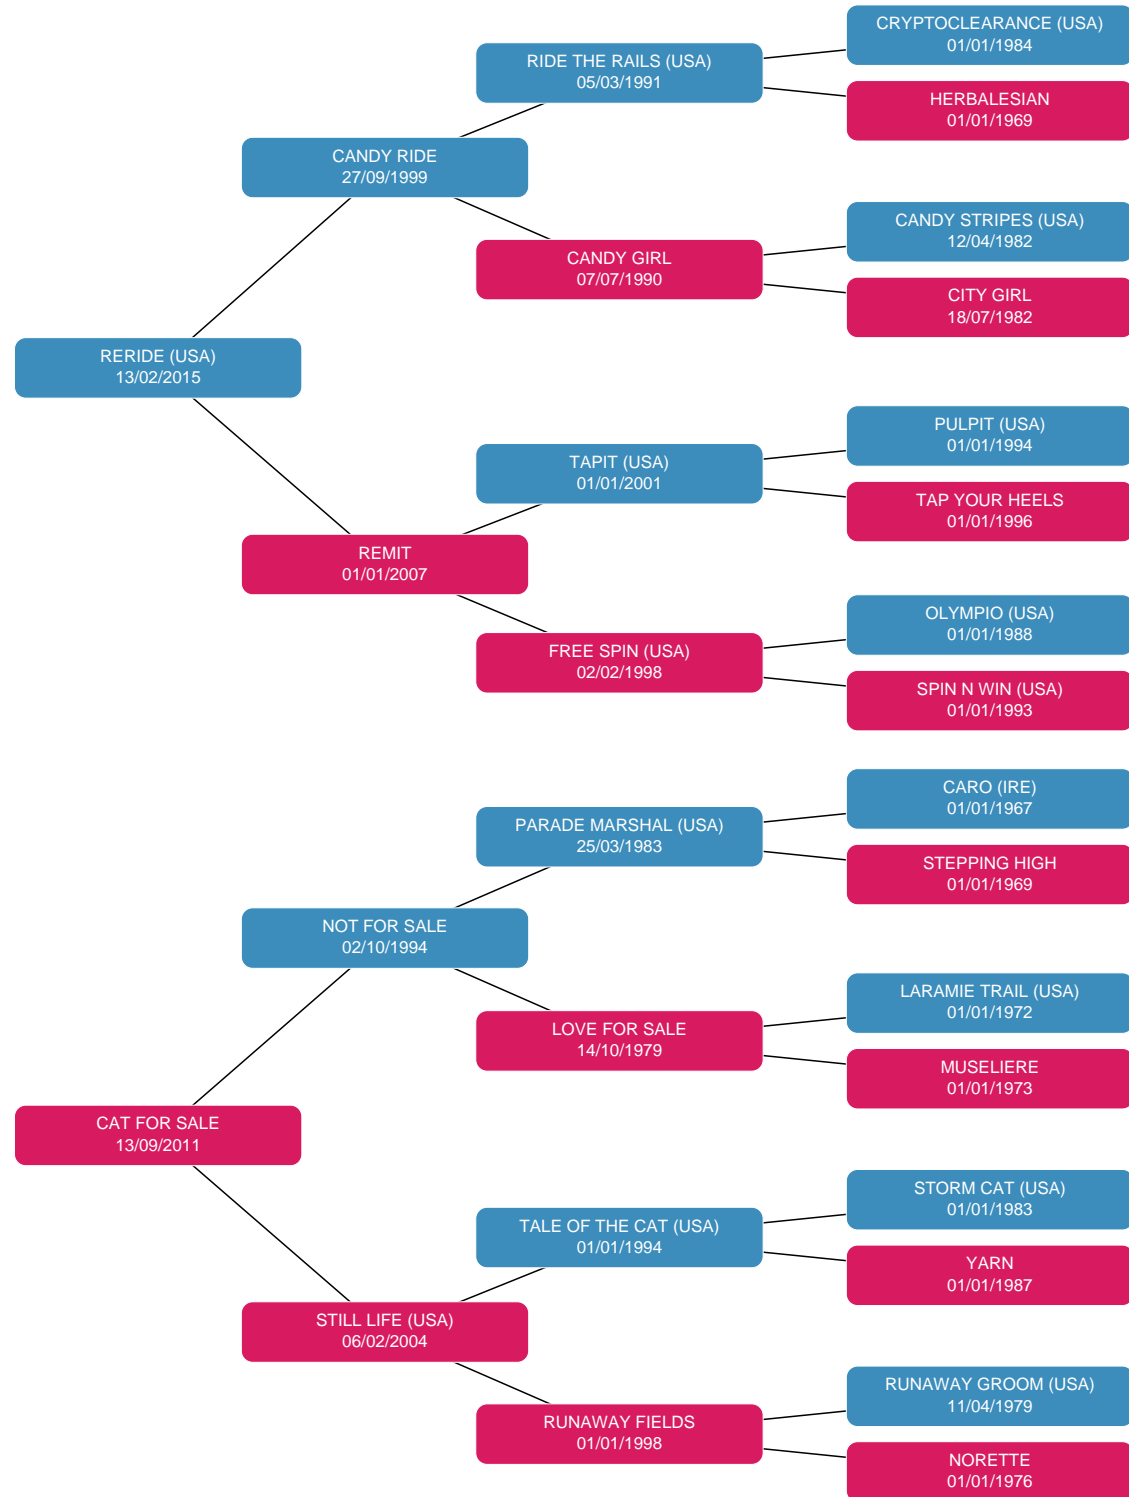 CRYPTOCLEARANCE (USA)
01/01/1984
RIDE THE RAILS (USA)
05/03/1991
HERBALESIAN
01/01/1969
CANDY RIDE
27/09/1999
CANDY STRIPES (USA)
12/04/1982
CANDY GIRL
07/07/1990
CITY GIRL
18/07/1982
RERIDE (USA)
13/02/2015
PULPIT (USA)
01/01/1994
TAPIT (USA)
01/01/2001
TAP YOUR HEELS
01/01/1996
REMIT
01/01/2007
OLYMPIO (USA)
01/01/1988
FREE SPIN (USA)
02/02/1998
SPIN N WIN (USA)
01/01/1993
CARO (IRE)
01/01/1967
PARADE MARSHAL (USA)
25/03/1983
STEPPING HIGH
01/01/1969
NOT FOR SALE
02/10/1994
LARAMIE TRAIL (USA)
01/01/1972
LOVE FOR SALE
14/10/1979
MUSELIERE
01/01/1973
CAT FOR SALE
13/09/2011
STORM CAT (USA)
01/01/1983
TALE OF THE CAT (USA)
01/01/1994
YARN
01/01/1987
STILL LIFE (USA)
06/02/2004
RUNAWAY GROOM (USA)
11/04/1979
RUNAWAY FIELDS
01/01/1998
NORETTE
01/01/1976